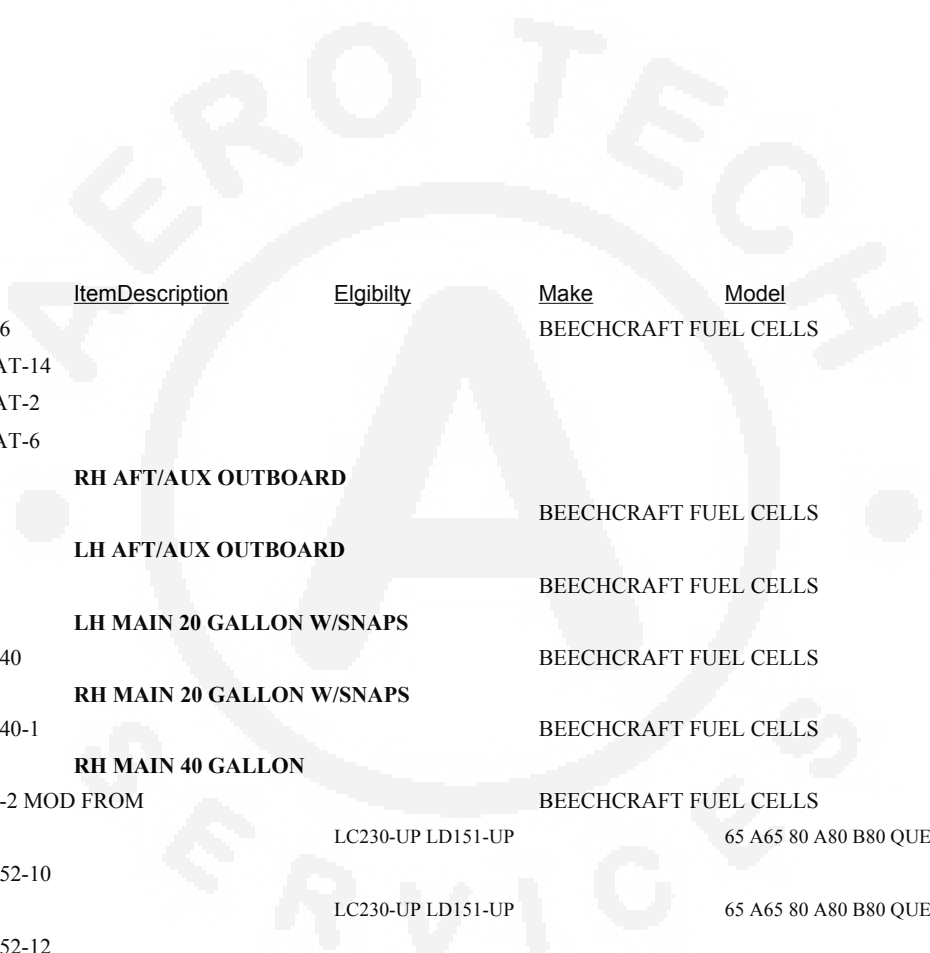 AERO TECH
SERVICES
A
ItemDescription Elgibilty Make Model
6 BEECHCRAFT FUEL CELLS
AT-14
AT-2
AT-6
RH AFT/AUX OUTBOARD
BEECHCRAFT FUEL CELLS
LH AFT/AUX OUTBOARD
BEECHCRAFT FUEL CELLS
LH MAIN 20 GALLON W/SNAPS
40 BEECHCRAFT FUEL CELLS
RH MAIN 20 GALLON W/SNAPS
40-1 BEECHCRAFT FUEL CELLS
RH MAIN 40 GALLON
-2 MOD FROM BEECHCRAFT FUEL CELLS
LC230-UP LD151-UP 65 A65 80 A80 B80 QUE
52-10
LC230-UP LD151-UP 65 A65 80 A80 B80 QUE
52-12